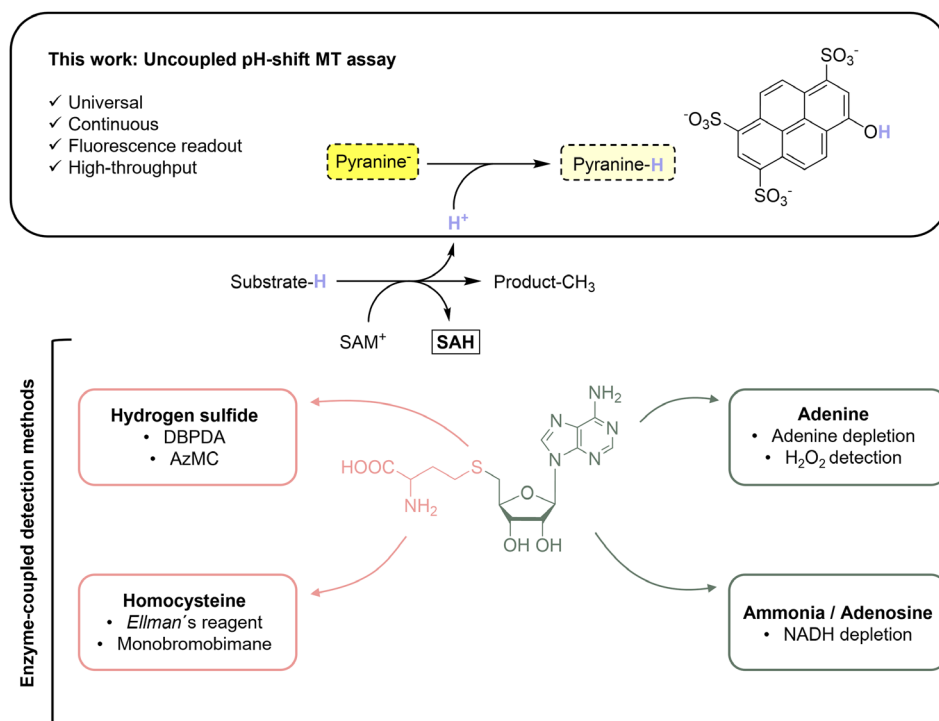 This work: Uncoupled pH-shift MT assay
✓ Universal
✓ Continuous
✓ Fluorescence readout
✓ High-throughput
Pyranine⁻
Pyranine-H
SO₃⁻
⁻O₃S
OH
SO₃⁻
H⁺
Substrate-H
Product-CH₃
SAM⁺
SAH
Enzyme-coupled detection methods
Hydrogen sulfide
• DBPDA
• AzMC
Adenine
• Adenine depletion
• H₂O₂ detection
NH₂
N
N
N
N
HOOC
S
NH₂
O
OH OH
Homocysteine
• Ellman´s reagent
• Monobromobimane
Ammonia / Adenosine
• NADH depletion